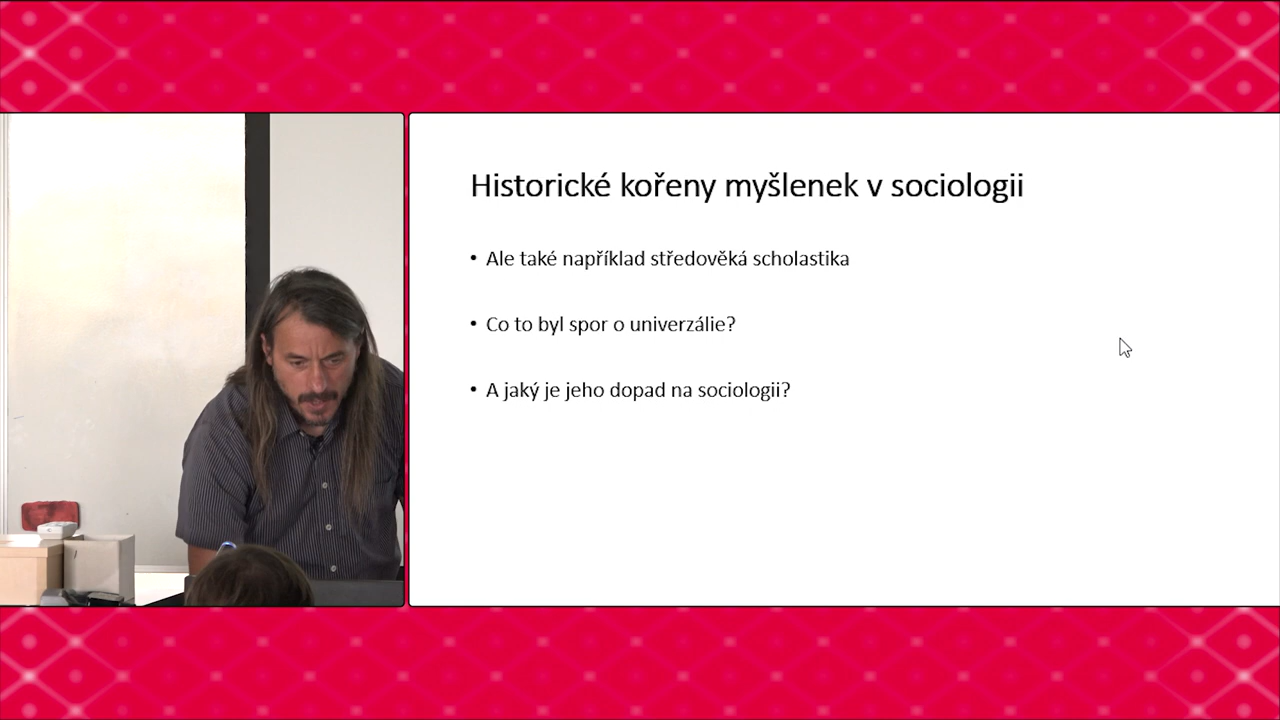 Historické kořeny myšlenek v sociologii
• Ale také například středověká scholastika
• Co to byl spor o univerzálie?
• A jaký je jeho dopad na sociologii?